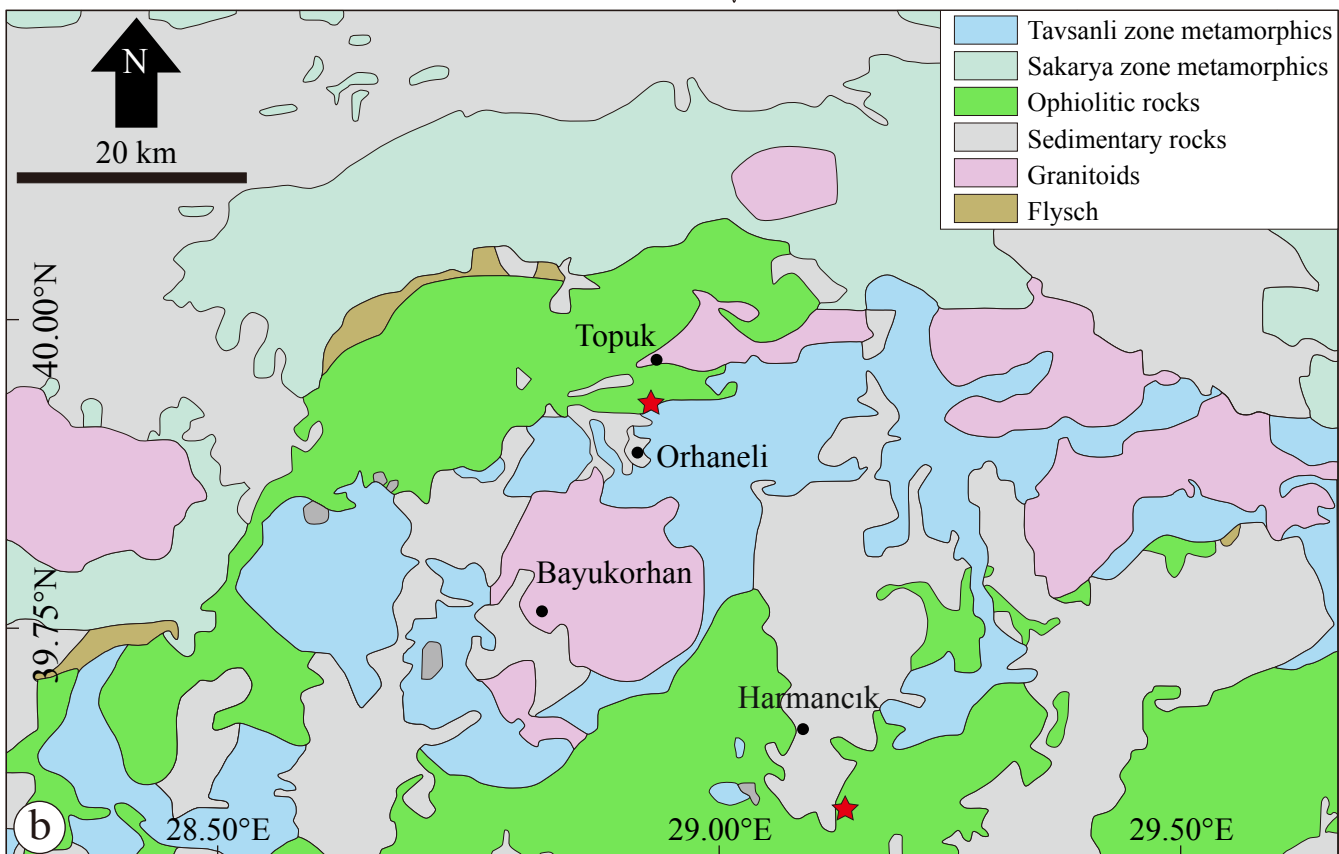 N
20 km
Tavsanli zone metamorphics
Sakarya zone metamorphics
Ophiolitic rocks
Sedimentary rocks
Granitoids
Flysch
40.00°N
Topuk
Orhaneli
39.75°N
Bayukorhan
Harmancık
b
28.50°E
29.00°E
29.50°E